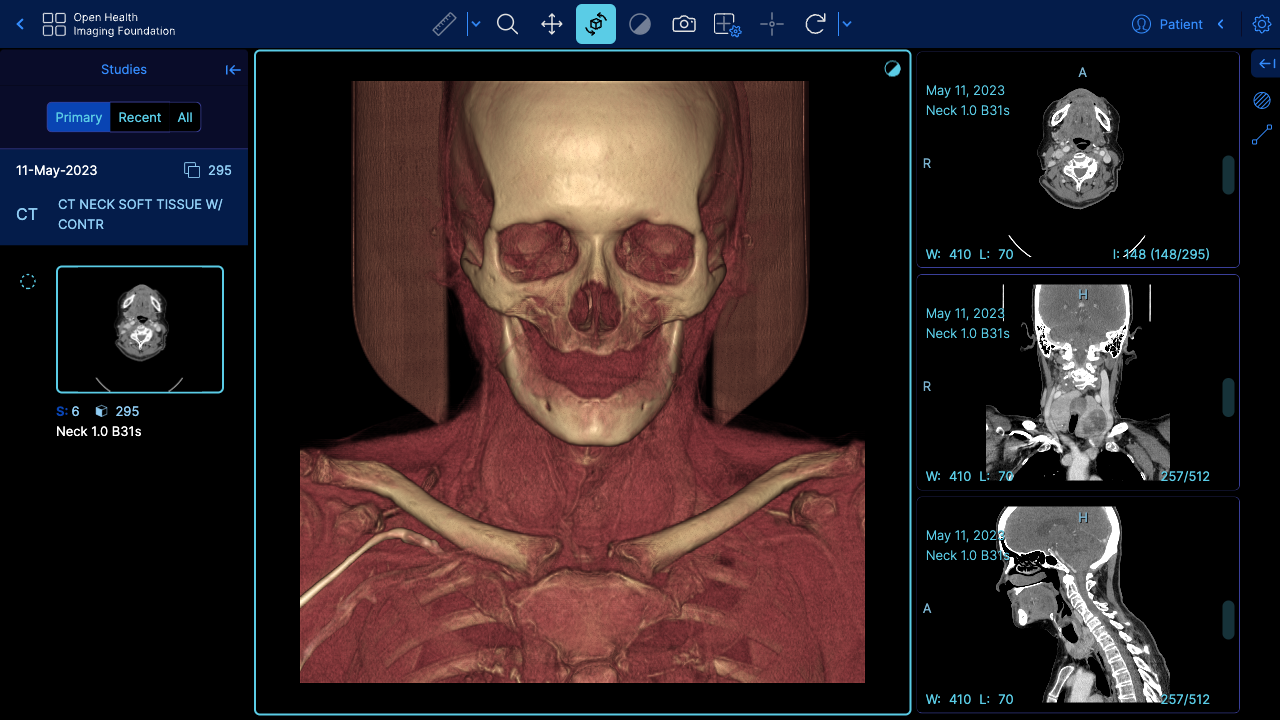 Open Health
Imaging Foundation
Patient
Studies
Primary Recent All
11-May-2023 295
CT CT NECK SOFT TISSUE W/
CONTR
S: 6 295
Neck 1.0 B31s
A
May 11, 2023
Neck 1.0 B31s
R
W: 410 L: 70 I: 148 (148/295)
H
May 11, 2023
Neck 1.0 B31s
R
W: 410 L: 70 257/512
H
May 11, 2023
Neck 1.0 B31s
A
W: 410 L: 70 257/512